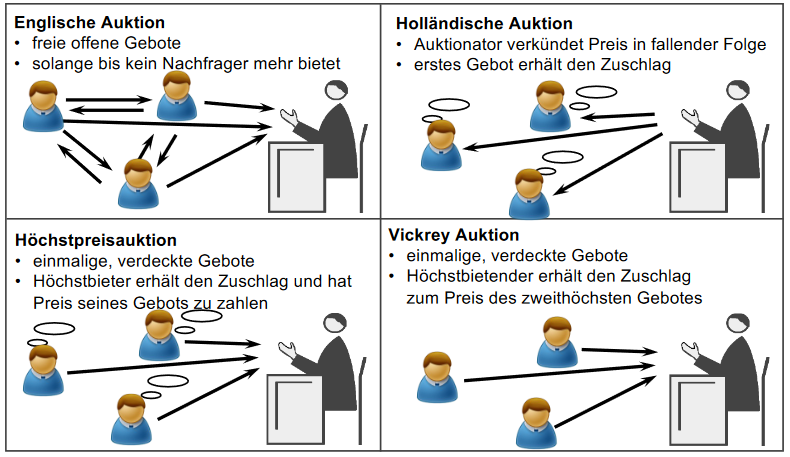 Englische Auktion
• freie offene Gebote
• solange bis kein Nachfrager mehr bietet
Holländische Auktion
• Auktionator verkündet Preis in fallender Folge
• erstes Gebot erhält den Zuschlag
Höchstpreisauktion
• einmalige, verdeckte Gebote
• Höchstbieter erhält den Zuschlag und hat
Preis seines Gebots zu zahlen
Vickrey Auktion
• einmalige, verdeckte Gebote
• Höchstbietender erhält den Zuschlag
zum Preis des zweithöchsten Gebotes